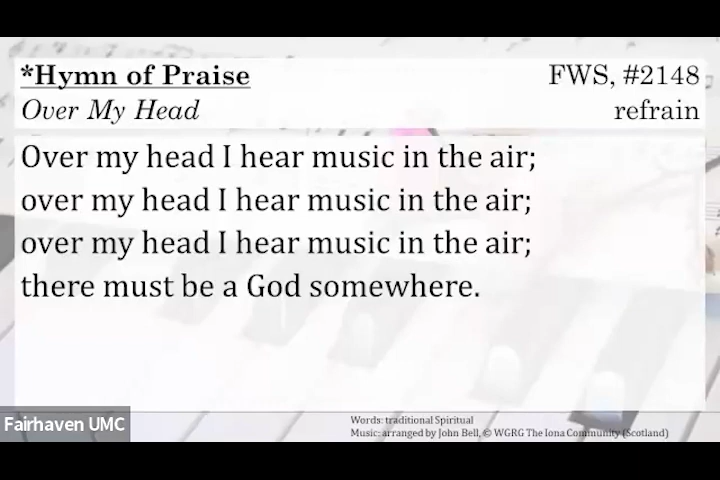 *Hymn of Praise FWS, #2148
Over My Head refrain
Over my head I hear music in the air;
over my head I hear music in the air;
over my head I hear music in the air;
there must be a God somewhere.
Fairhaven UMC
Words: traditional Spiritual
Music: arranged by John Bell, © WGRG The Iona Community (Scotland)